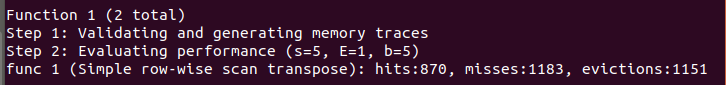 Function 1 (2 total)
Step 1: Validating and generating memory traces
Step 2: Evaluating performance (s=5, E=1, b=5)
func 1 (Simple row-wise scan transpose): hits:870, misses:1183, evictions:1151